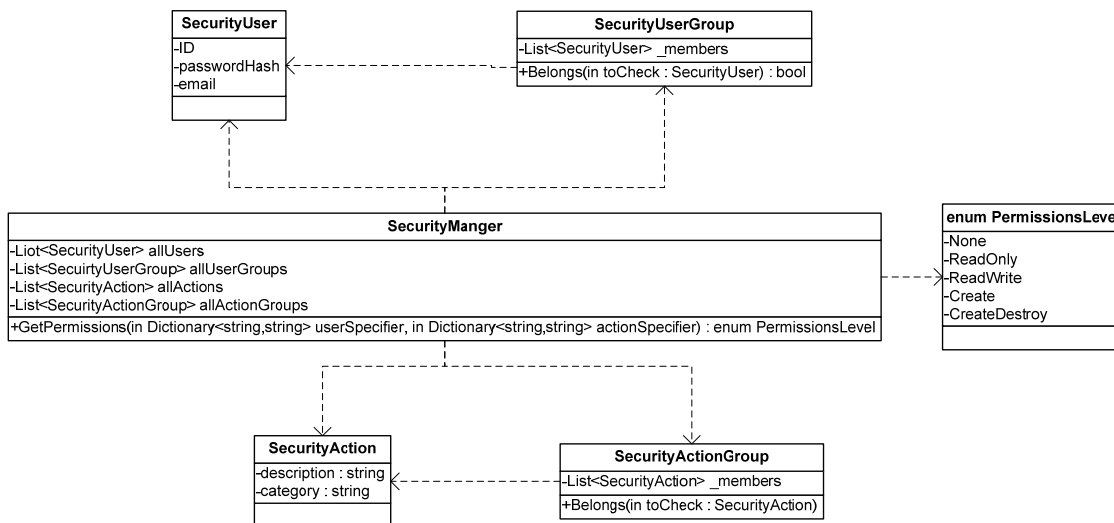 SecurityUser
-ID
-passwordHash
-email
SecurityUserGroup
-List<SecurityUser> _members
+Belongs(in toCheck : SecurityUser) : bool
SecurityManger
-Liot<SecurityUser> allUsers
-List<SecuirtyUserGroup> allUserGroups
-List<SecurityAction> allActions
-List<SecurityActionGroup> allActionGroups
+GetPermissions(in Dictionary<string,string> userSpecifier, in Dictionary<string,string> actionSpecifier) : enum PermissionsLevel
enum PermissionsLeve
-None
-ReadOnly
-ReadWrite
-Create
-CreateDestroy
SecurityAction
-description : string
-category : string
SecurityActionGroup
-List<SecurityAction> _members
+Belongs(in toCheck : SecurityAction)